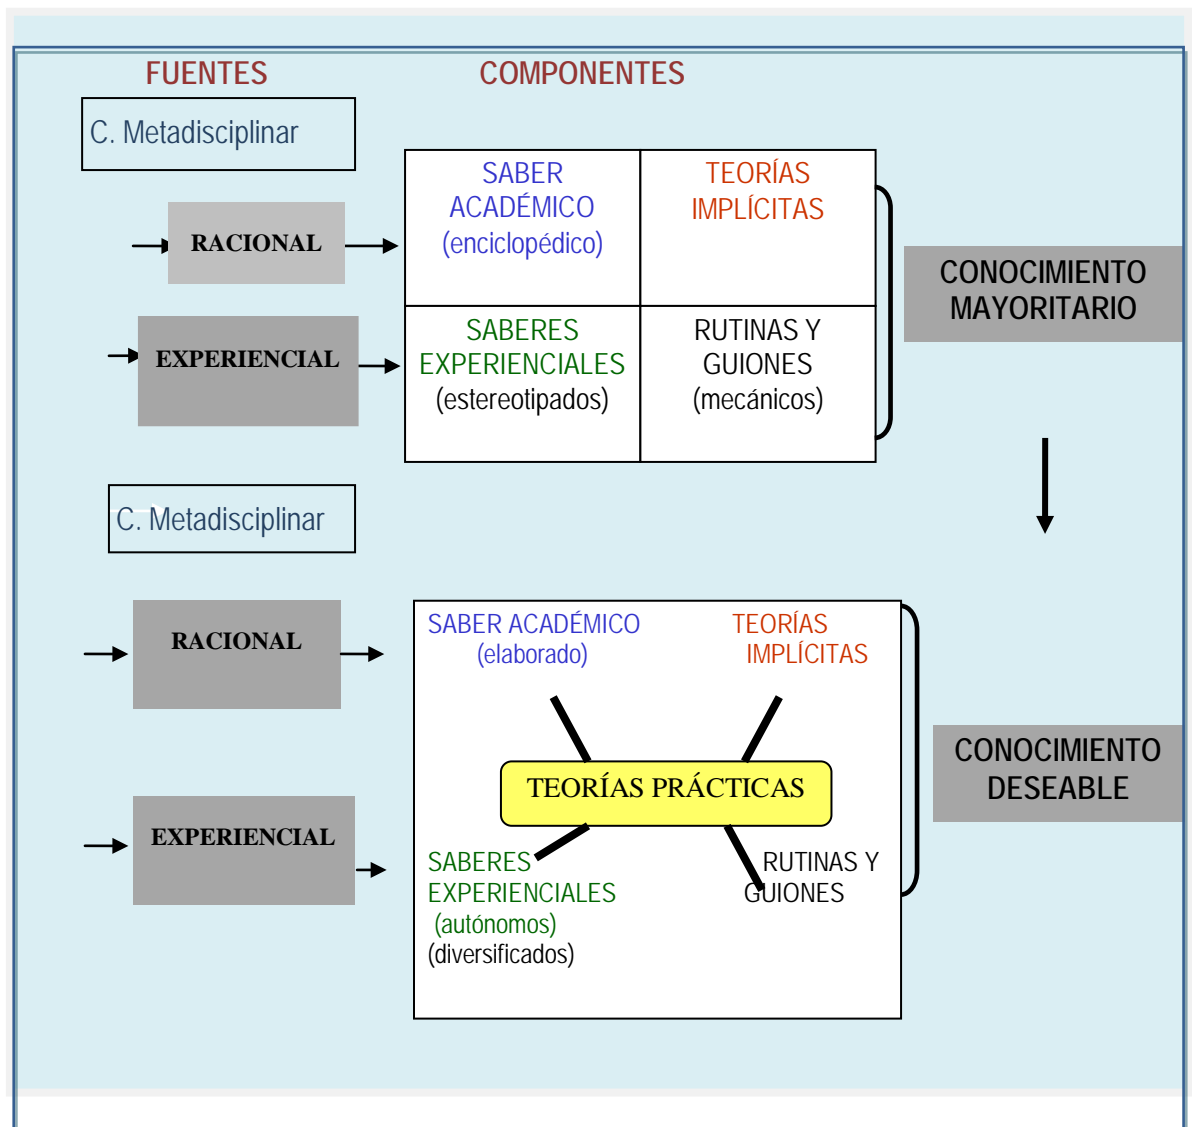 FUENTES
COMPONENTES
C. Metadisciplinar
RACIONAL
EXPERIENCIAL
SABER
ACADÉMICO
(enciclopédico)
TEORÍAS
IMPLÍCITAS
SABERES
EXPERIENCIALES
(estereotipados)
RUTINAS Y
GUIONES
(mecánicos)
CONOCIMIENTO
MAYORITARIO
C. Metadisciplinar
RACIONAL
EXPERIENCIAL
SABER ACADÉMICO
(elaborado)
TEORÍAS
IMPLÍCITAS
TEORÍAS PRÁCTICAS
SABERES
EXPERIENCIALES
(autónomos)
(diversificados)
RUTINAS Y
GUIONES
CONOCIMIENTO
DESEABLE